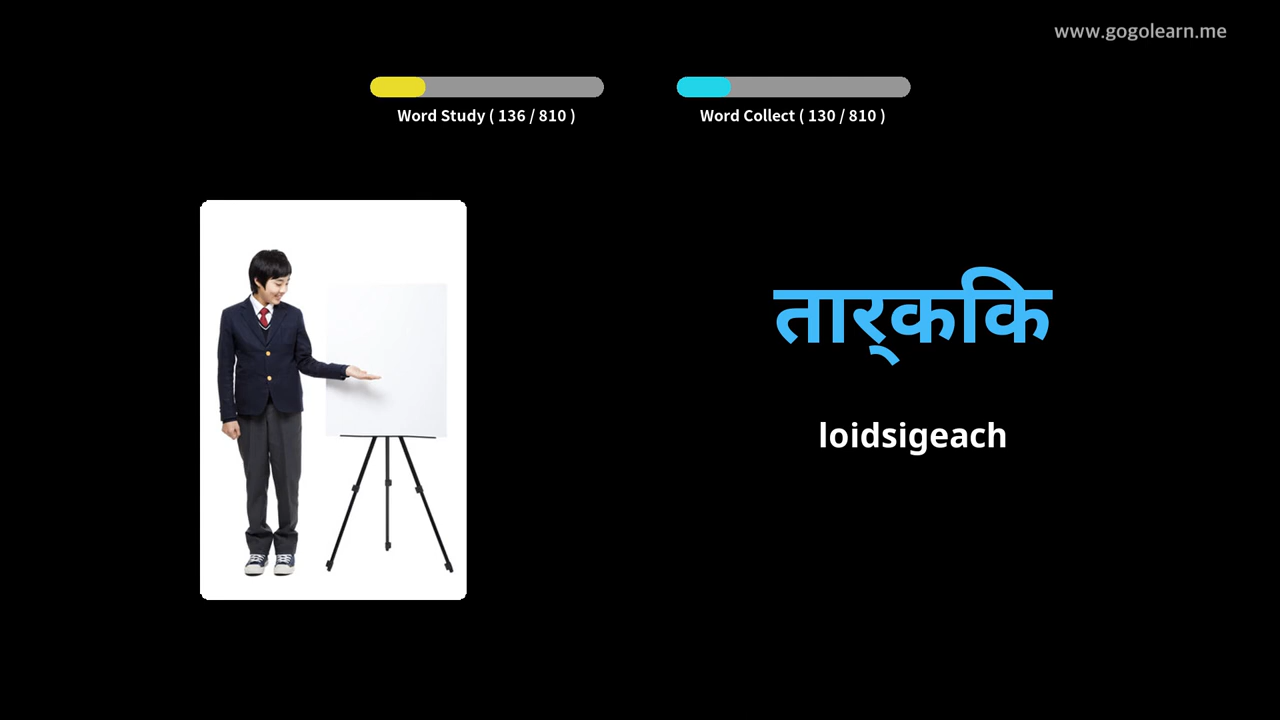 www.gogolearn.me
Word Study ( 136 / 810 )
Word Collect ( 130 / 810 )
तार्किक
loidsigeach